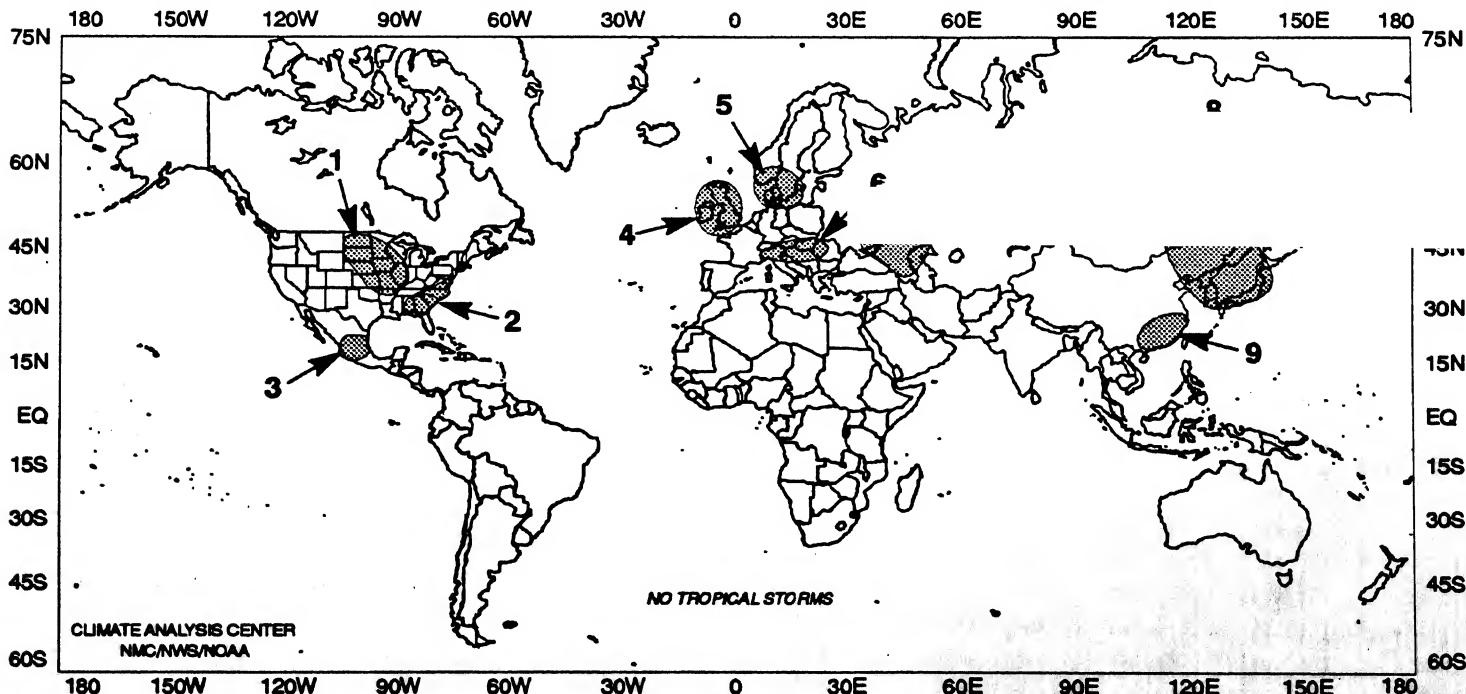 180 150W 120W 90W 60W 30W 0 30E 60E 90E 120E 150E 180
75N 75N
5
60N 60N
1
4
45N 45N
30N 30N
2
9
15N 15N
3
EQ EQ
15S 15S
30S 30S
45S 45S
NO TROPICAL STORMS
CLIMATE ANALYSIS CENTER
NMC/NWS/NOAA
60S 60S
180 150W 120W 90W 60W 30W 0 30E 60E 90E 120E 150E 180